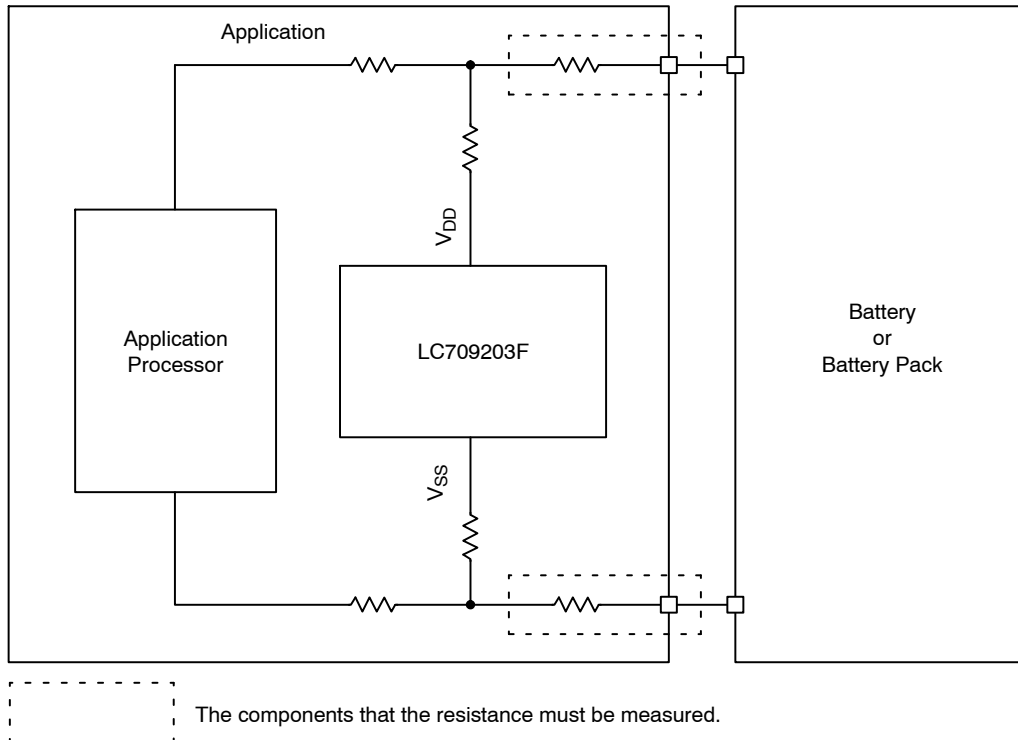 Application
VDD
Application
Processor
LC709203F
Battery
or
Battery Pack
VSS
The components that the resistance must be measured.